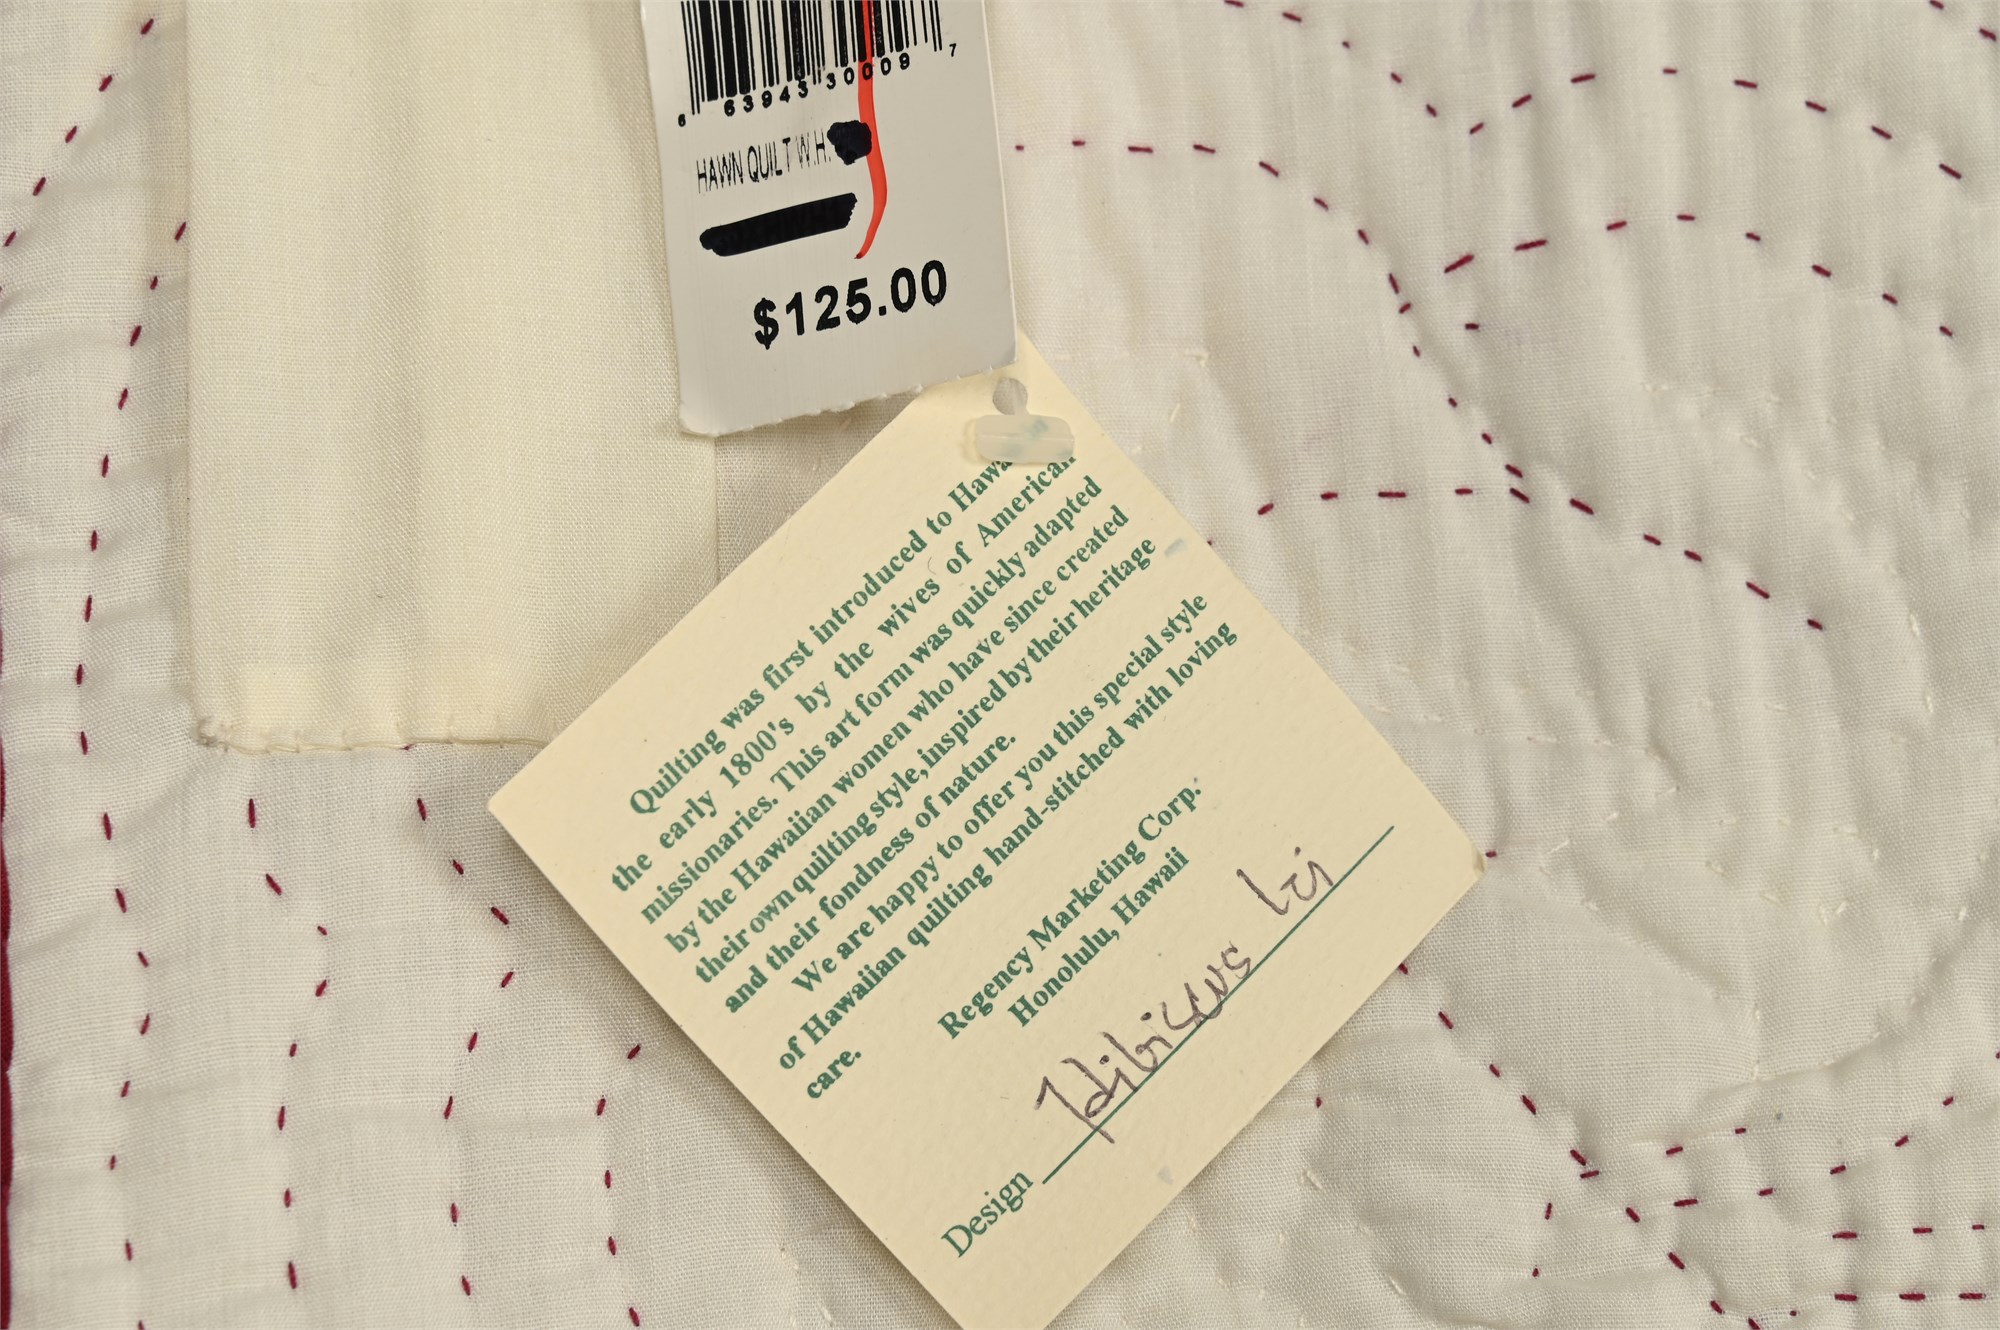 6 63943 30009 7
HAWN QUILT W.H.
$125.00
Quilting was first introduced to
the early 1800's by the wives of American
missionaries. This art form was quickly adapted
by the Hawaiian women who have since created
their own quilting style, inspired by their heritage
and their fondness of nature.
We are happy to offer you this special style
of Hawaiian quilting hand-stitched with loving
care.
Regency Marketing Corp.
Honolulu, Hawaii
Design Hibiscus Lei